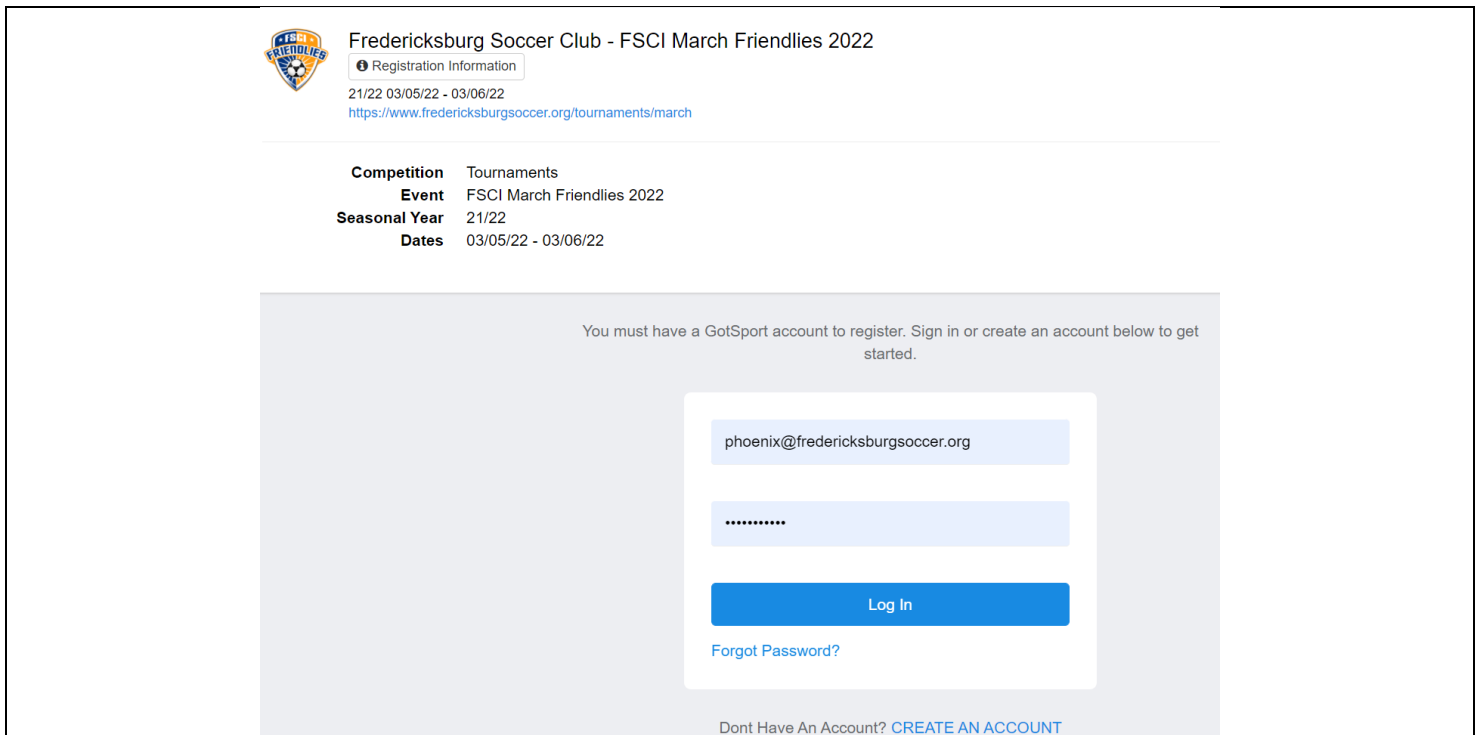 FSCI
FRIENDLIES
Fredericksburg Soccer Club - FSCI March Friendlies 2022
Registration Information
21/22 03/05/22 - 03/06/22
https://www.fredericksburgsoccer.org/tournaments/march
Competition Tournaments
Event FSCI March Friendlies 2022
Seasonal Year 21/22
Dates 03/05/22 - 03/06/22
You must have a GotSport account to register. Sign in or create an account below to get
started.
phoenix@fredericksburgsoccer.org
•••••••••••
Log In
Forgot Password?
Dont Have An Account? CREATE AN ACCOUNT